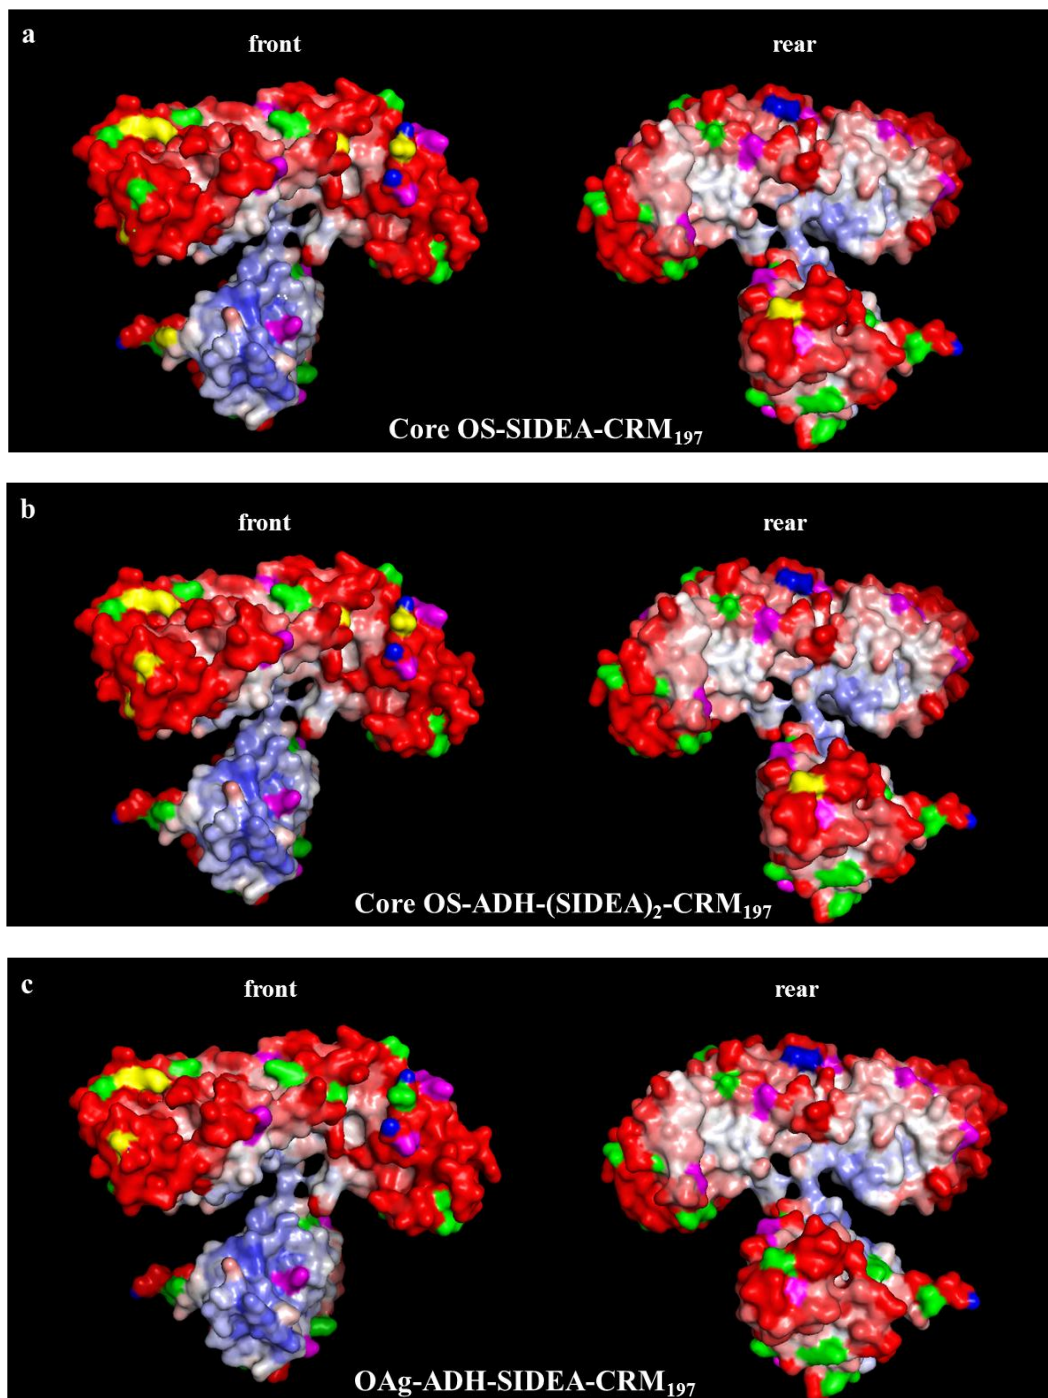 a
front rear
Core OS-SIDEA-CRM₁₉₇
b
front rear
Core OS-ADH-(SIDEA)₂-CRM₁₉₇
c
front rear
OAg-ADH-SIDEA-CRM₁₉₇